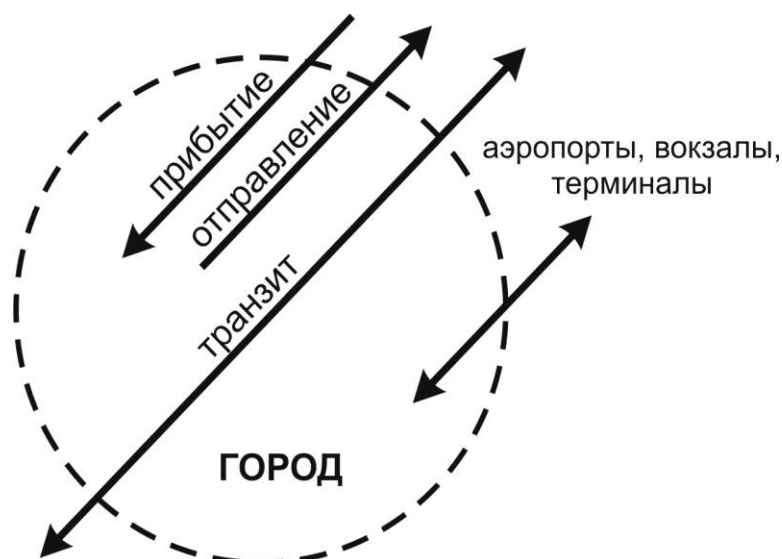 прибытие
отправление
транзит
аэропорты, вокзалы,
терминалы
ГОРОД